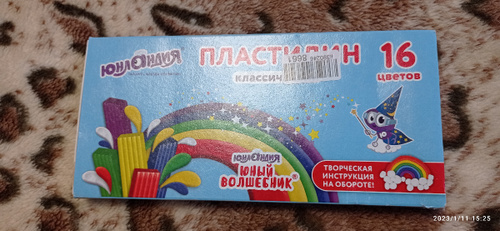 ЮНЛАНДИЯ
ПЛАСТИЛИН
16
ЦВЕТОВ
ЮНЛАНДИЯ
ЮНЫЙ
ВОЛШЕБНИК
ТВОРЧЕСКАЯ
ИНСТРУКЦИЯ
НА ОБОРОТЕ!
2023/1/11 15:25